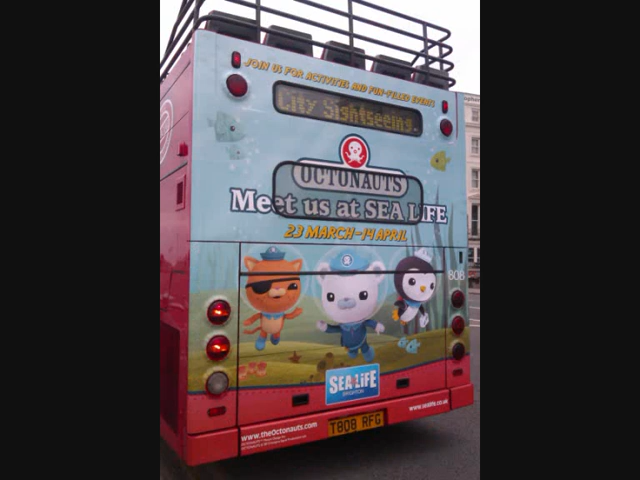 JOIN US FOR ACTIVITIES AND FUN-FILLED EVENTS
City Sightseeing.
OCTONAUTS
Meet us at SEA LIFE
23 MARCH-14 APRIL
808
SEA LIFE
BRIGHTON
www.theOctonauts.com
www.sealife.co.uk
T808 RFG